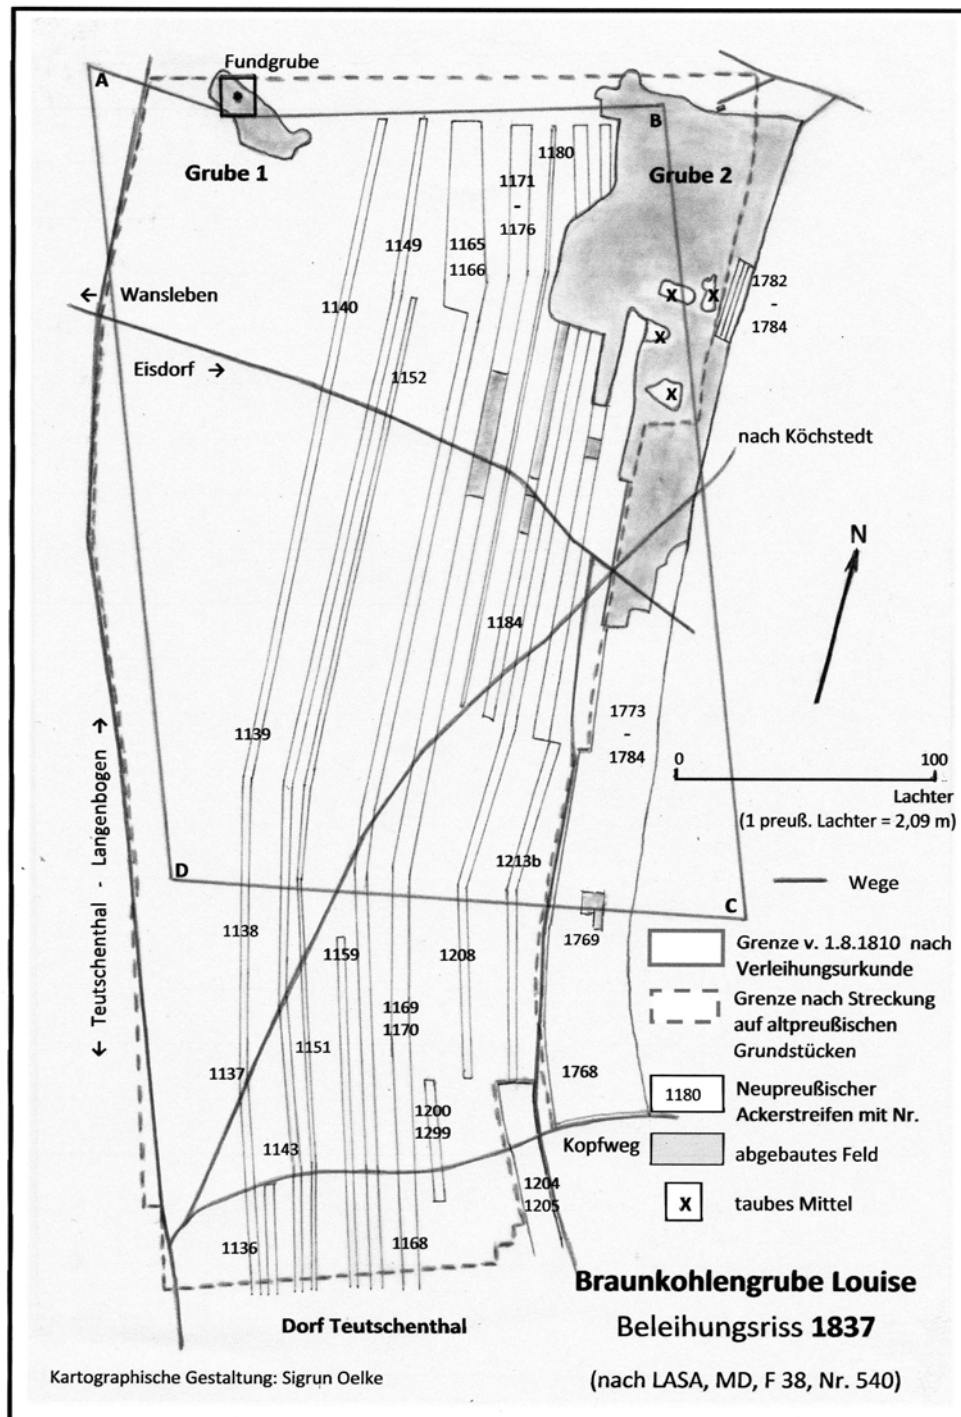 A
Fundgrube
B
Grube 1
Grube 2
1180
1171
-
1176
1149
1165
1166
1140
1782
-
1784
← Wansleben
Eisdorf →
1152
X
X
X
X
nach Köchstedt
N
1184
1773
-
1784
1139
← Teutschenthal - Langenbogen →
0 100
Lachter
(1 preuß. Lachter = 2,09 m)
D
1213b
C
Wege
1138
1159
1208
1769
Grenze v. 1.8.1810 nach
Verleihungsurkunde
Grenze nach Streckung
auf altpreußischen
Grundstücken
1169
1170
1151
1137
1768
1180
Neupreußischer
Ackerstreifen mit Nr.
1200
1299
1143
Kopfweg
abgebautes Feld
1204
1205
X
taubes Mittel
1136
1168
Braunkohlengrube Louise
Beleihungsriss 1837
Dorf Teutschenthal
Kartographische Gestaltung: Sigrun Oelke
(nach LASA, MD, F 38, Nr. 540)